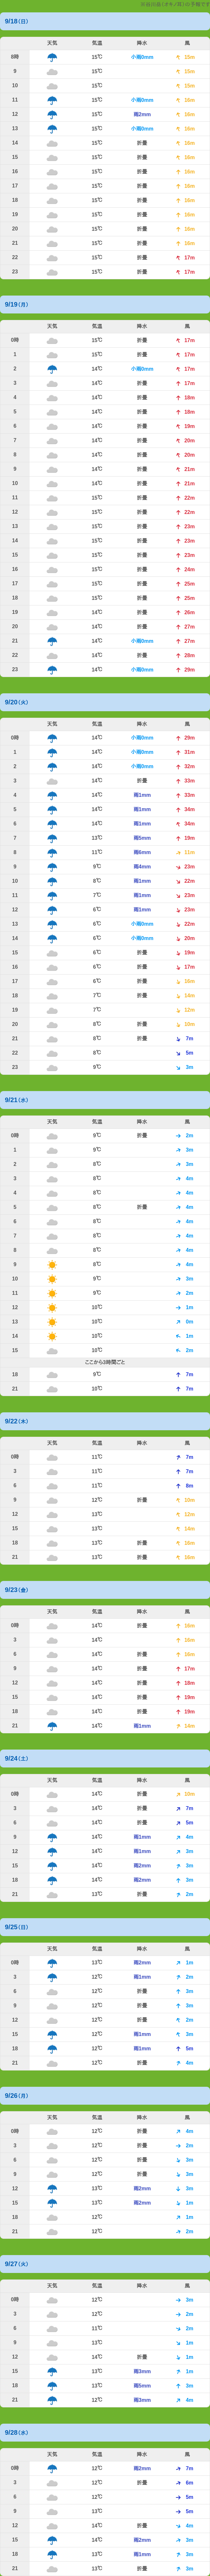 9/18 (日)
天気 気温 降水 風
8時 15℃ 小雨0mm 15m
9 15℃ 15m
10 15℃ 15m
11 15℃ 小雨0mm 16m
12 15℃ 雨2mm 16m
13 15℃ 小雨0mm 16m
14 15℃ 折畳 16m
15 15℃ 折畳 16m
16 15℃ 折畳 16m
17 15℃ 折畳 16m
18 15℃ 折畳 16m
19 15℃ 折畳 16m
20 15℃ 折畳 16m
21 15℃ 折畳 16m
22 15℃ 折畳 17m
23 15℃ 折畳 17m
9/19 (月)
天気 気温 降水 風
0時 15℃ 折畳 17m
1 15℃ 折畳 17m
2 14℃ 小雨0mm 17m
3 14℃ 折畳 17m
4 14℃ 折畳 18m
5 14℃ 折畳 18m
6 14℃ 折畳 19m
7 14℃ 折畳 20m
8 14℃ 折畳 20m
9 14℃ 折畳 21m
10 14℃ 折畳 21m
11 15℃ 折畳 22m
12 15℃ 折畳 22m
13 15℃ 折畳 23m
14 15℃ 折畳 23m
15 15℃ 折畳 23m
16 15℃ 折畳 24m
17 15℃ 折畳 25m
18 15℃ 折畳 25m
19 14℃ 折畳 26m
20 14℃ 折畳 27m
21 14℃ 小雨0mm 27m
22 14℃ 折畳 28m
23 14℃ 小雨0mm 29m
9/20 (火)
天気 気温 降水 風
0時 14℃ 小雨0mm 29m
1 14℃ 小雨0mm 31m
2 14℃ 小雨0mm 32m
3 14℃ 折畳 33m
4 14℃ 雨1mm 33m
5 14℃ 雨1mm 34m
6 14℃ 雨1mm 34m
7 13℃ 雨5mm 19m
8 11℃ 雨6mm 11m
9 9℃ 雨4mm 23m
10 8℃ 雨1mm 22m
11 7℃ 雨1mm 23m
12 6℃ 雨1mm 23m
13 6℃ 小雨0mm 22m
14 6℃ 小雨0mm 20m
15 6℃ 折畳 19m
16 6℃ 折畳 17m
17 6℃ 折畳 16m
18 7℃ 折畳 14m
19 7℃ 12m
20 8℃ 折畳 10m
21 8℃ 折畳 7m
22 8℃ 5m
23 9℃ 3m
9/21 (水)
天気 気温 降水 風
0時 9℃ 折畳 2m
1 9℃ 3m
2 8℃ 3m
3 8℃ 4m
4 8℃ 4m
5 8℃ 折畳 4m
6 8℃ 4m
7 8℃ 4m
8 8℃ 4m
9 8℃ 4m
10 9℃ 3m
11 9℃ 2m
12 10℃ 1m
13 10℃ 0m
14 10℃ 1m
15 10℃ 2m
ここから3時間ごと
18 9℃ 7m
21 10℃ 7m
9/22 (木)
天気 気温 降水 風
0時 11℃ 7m
3 11℃ 7m
6 11℃ 8m
9 12℃ 折畳 10m
12 13℃ 12m
15 13℃ 14m
18 13℃ 折畳 16m
21 13℃ 折畳 16m
9/23 (金)
天気 気温 降水 風
0時 14℃ 折畳 16m
3 14℃ 16m
6 14℃ 折畳 16m
9 14℃ 折畳 17m
12 14℃ 折畳 18m
15 14℃ 折畳 19m
18 14℃ 折畳 19m
21 14℃ 雨1mm 14m
9/24 (土)
天気 気温 降水 風
0時 14℃ 折畳 10m
3 14℃ 折畳 7m
6 14℃ 折畳 5m
9 14℃ 雨1mm 4m
12 14℃ 雨1mm 3m
15 14℃ 雨2mm 3m
18 14℃ 雨2mm 3m
21 13℃ 折畳 2m
9/25 (日)
天気 気温 降水 風
0時 13℃ 雨2mm 1m
3 12℃ 雨1mm 2m
6 12℃ 折畳 3m
9 12℃ 折畳 3m
12 12℃ 折畳 2m
15 12℃ 雨1mm 3m
18 12℃ 雨1mm 5m
21 12℃ 折畳 4m
9/26 (月)
天気 気温 降水 風
0時 12℃ 折畳 4m
3 12℃ 折畳 2m
6 12℃ 折畳 3m
9 12℃ 折畳 3m
12 13℃ 雨2mm 3m
15 13℃ 雨2mm 1m
18 12℃ 1m
21 12℃ 2m
9/27 (火)
天気 気温 降水 風
0時 12℃ 3m
3 12℃ 2m
6 11℃ 2m
9 13℃ 1m
12 14℃ 折畳 1m
15 13℃ 雨3mm 1m
18 13℃ 雨5mm 3m
21 12℃ 雨3mm 4m
9/28 (水)
天気 気温 降水 風
0時 12℃ 雨2mm 7m
3 12℃ 折畳 6m
6 12℃ 5m
9 13℃ 5m
12 14℃ 折畳 4m
15 14℃ 雨2mm 3m
18 13℃ 雨1mm 3m
21 13℃ 折畳 3m